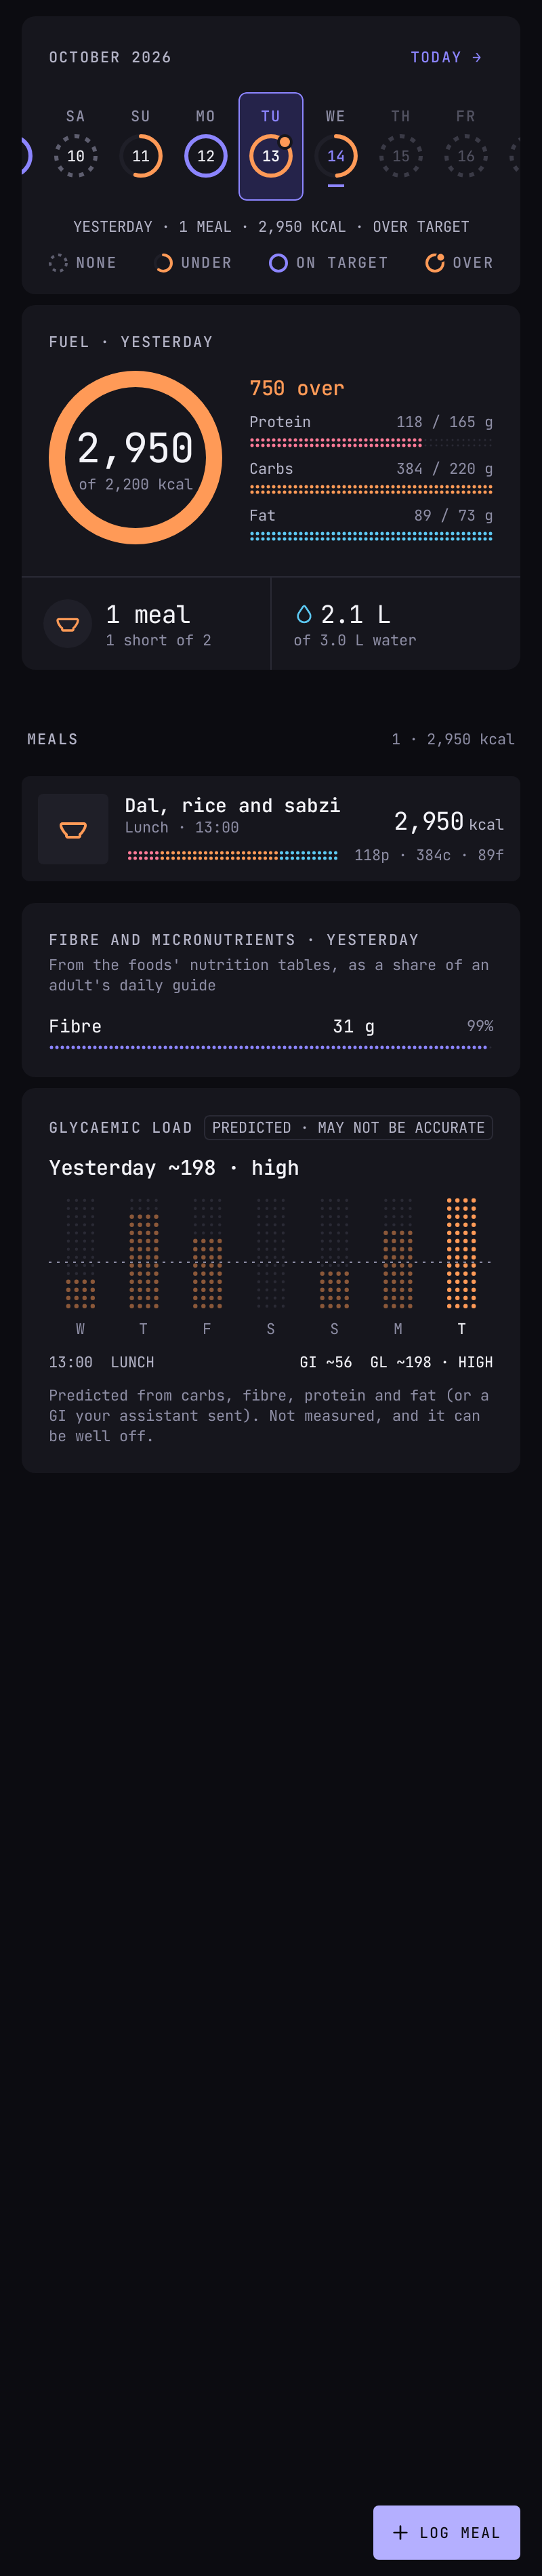 OCTOBER 2026
TODAY →
SA SU MO TU WE TH FR
10 11 12 13 14 15 16
YESTERDAY · 1 MEAL · 2,950 KCAL · OVER TARGET
NONE UNDER ON TARGET OVER
FUEL · YESTERDAY
2,950
of 2,200 kcal
750 over
Protein 118 / 165 g
Carbs 384 / 220 g
Fat 89 / 73 g
1 meal
1 short of 2
2.1 L
of 3.0 L water
MEALS 1 · 2,950 kcal
Dal, rice and sabzi
Lunch · 13:00
2,950 kcal
118p · 384c · 89f
FIBRE AND MICRONUTRIENTS · YESTERDAY
From the foods' nutrition tables, as a share of an
adult's daily guide
Fibre 31 g 99%
GLYCAEMIC LOAD PREDICTED · MAY NOT BE ACCURATE
Yesterday ~198 · high
W T F S S M T
13:00 LUNCH GI ~56 GL ~198 · HIGH
Predicted from carbs, fibre, protein and fat (or a
GI your assistant sent). Not measured, and it can
be well off.
+ LOG MEAL